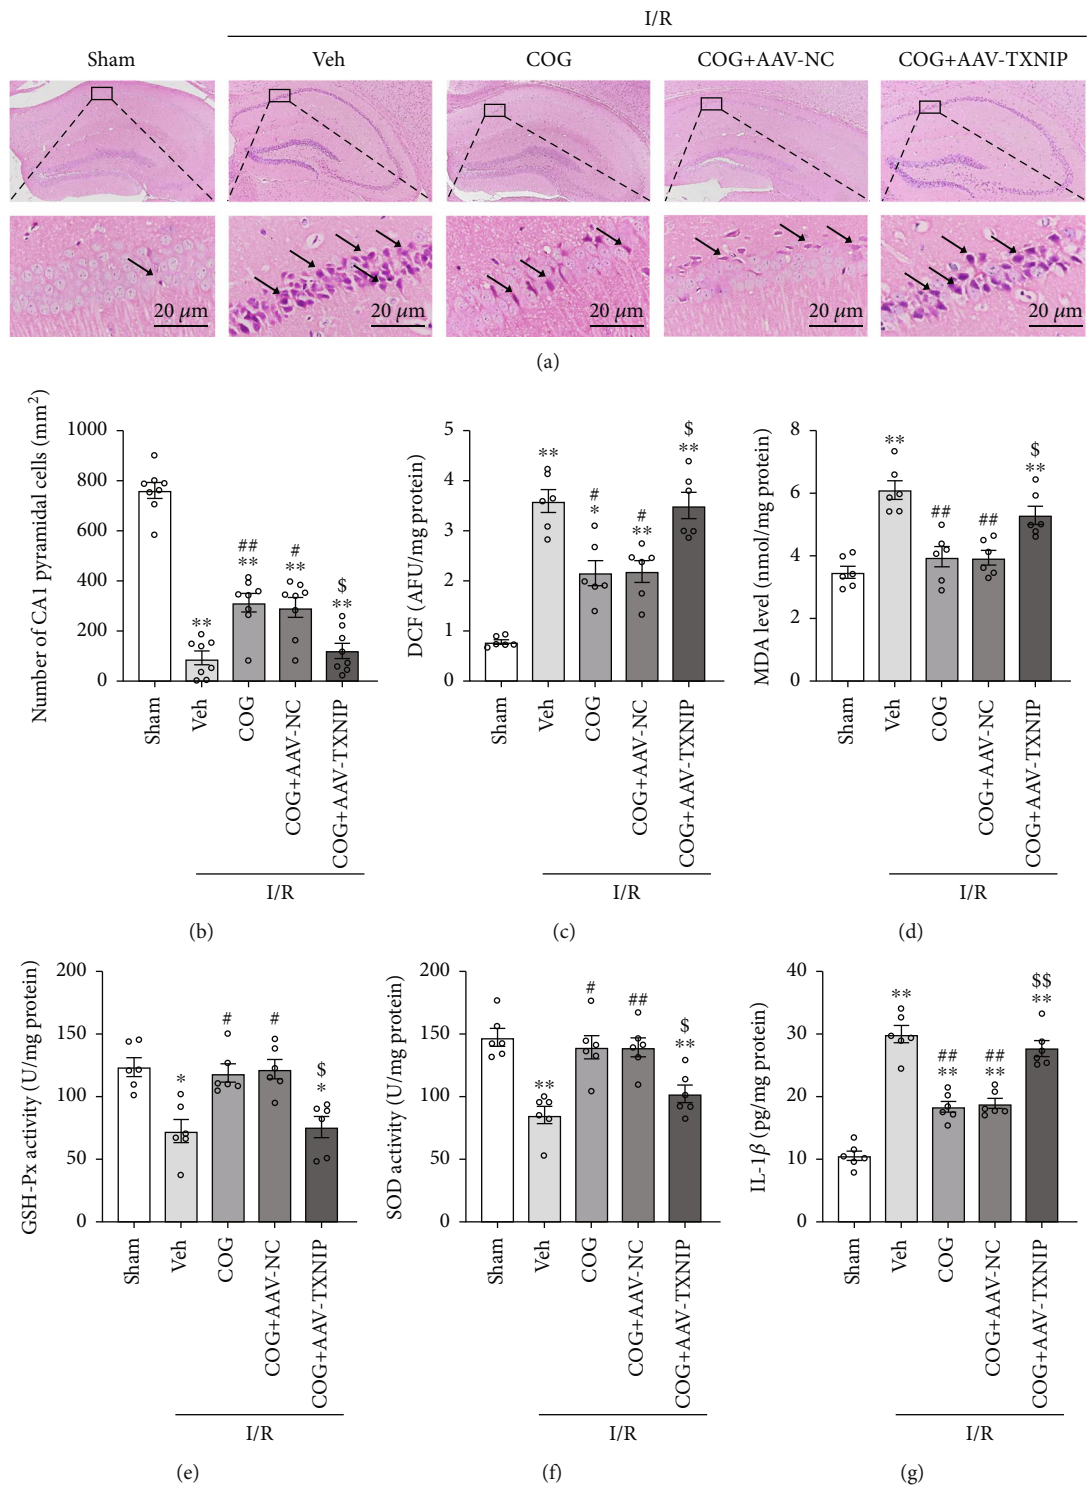 I/R
Sham Veh COG COG+AAV-NC COG+AAV-TXNIP
20 μm 20 μm 20 μm 20 μm 20 μm
(a)
Number of CA1 pyramidal cells (mm²)
1000
800
600
400
200
0
** ## ** # ** $ **
Sham Veh COG COG+AAV-NC COG+AAV-TXNIP
I/R
(b)
DCF (AFU/mg protein)
5
4
3
2
1
0
** # * # ** $ **
Sham Veh COG COG+AAV-NC COG+AAV-TXNIP
I/R
(c)
MDA level (nmol/mg protein)
8
6
4
2
0
** ## ## $ **
Sham Veh COG COG+AAV-NC COG+AAV-TXNIP
I/R
(d)
GSH-Px activity (U/mg protein)
200
150
100
50
0
* # # $ *
Sham Veh COG COG+AAV-NC COG+AAV-TXNIP
I/R
(e)
SOD activity (U/mg protein)
200
150
100
50
0
** # ## $ **
Sham Veh COG COG+AAV-NC COG+AAV-TXNIP
I/R
(f)
IL-1β (pg/mg protein)
40
30
20
10
0
** ## ** ## ** $$ **
Sham Veh COG COG+AAV-NC COG+AAV-TXNIP
I/R
(g)